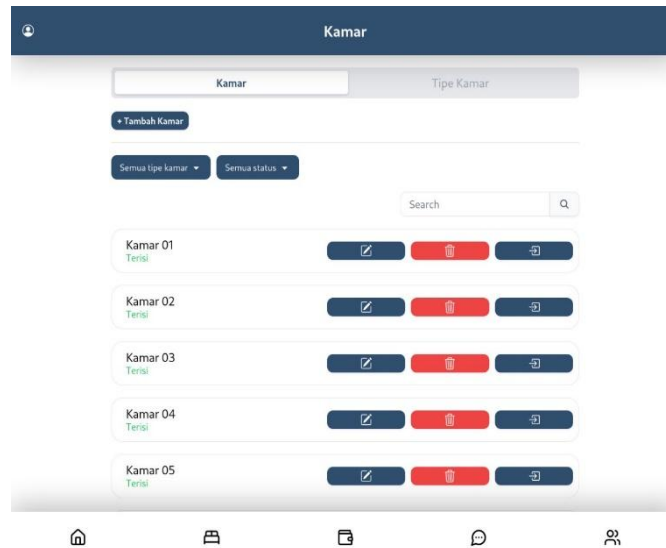 Kamar
Kamar Tipe Kamar
+ Tambah Kamar
Semua tipe kamar Semua status
Search
Kamar 01
Terisi
Kamar 02
Terisi
Kamar 03
Terisi
Kamar 04
Terisi
Kamar 05
Terisi